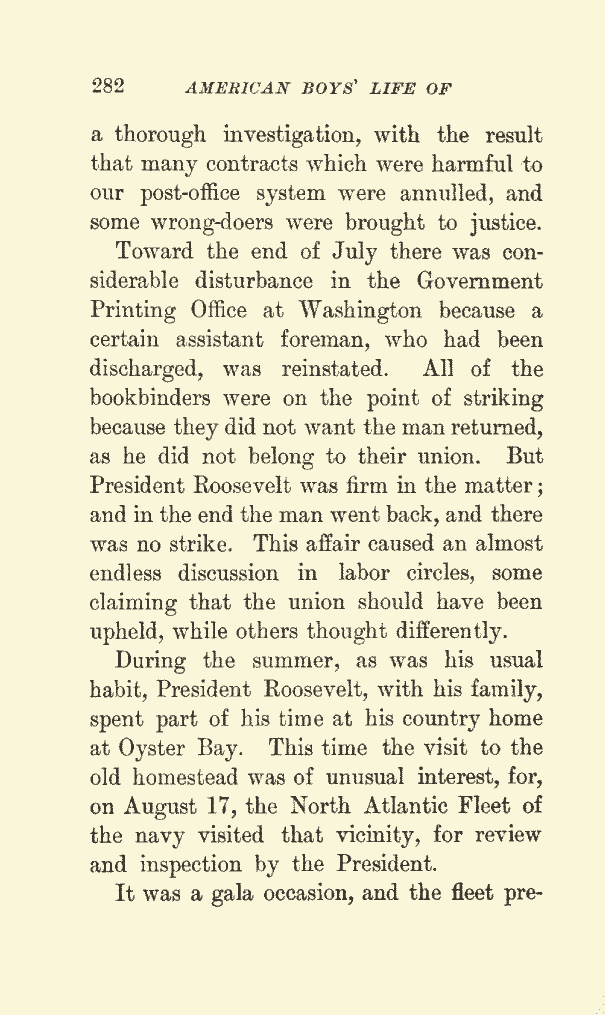 282 AMERICAN BOYS' LIFE OF
a thorough investigation, with the result
that many contracts which were harmful to
our post-office system were annulled, and
some wrong-doers were brought to justice.
Toward the end of July there was con-
siderable disturbance in the Government
Printing Office at Washington because a
certain assistant foreman, who had been
discharged, was reinstated. All of the
bookbinders were on the point of striking
because they did not want the man returned,
as he did not belong to their union. But
President Roosevelt was firm in the matter;
and in the end the man went back, and there
was no strike. This affair caused an almost
endless discussion in labor circles, some
claiming that the union should have been
upheld, while others thought differently.
During the summer, as was his usual
habit, President Roosevelt, with his family,
spent part of his time at his country home
at Oyster Bay. This time the visit to the
old homestead was of unusual interest, for,
on August 17, the North Atlantic Fleet of
the navy visited that vicinity, for review
and inspection by the President.
It was a gala occasion, and the fleet pre-